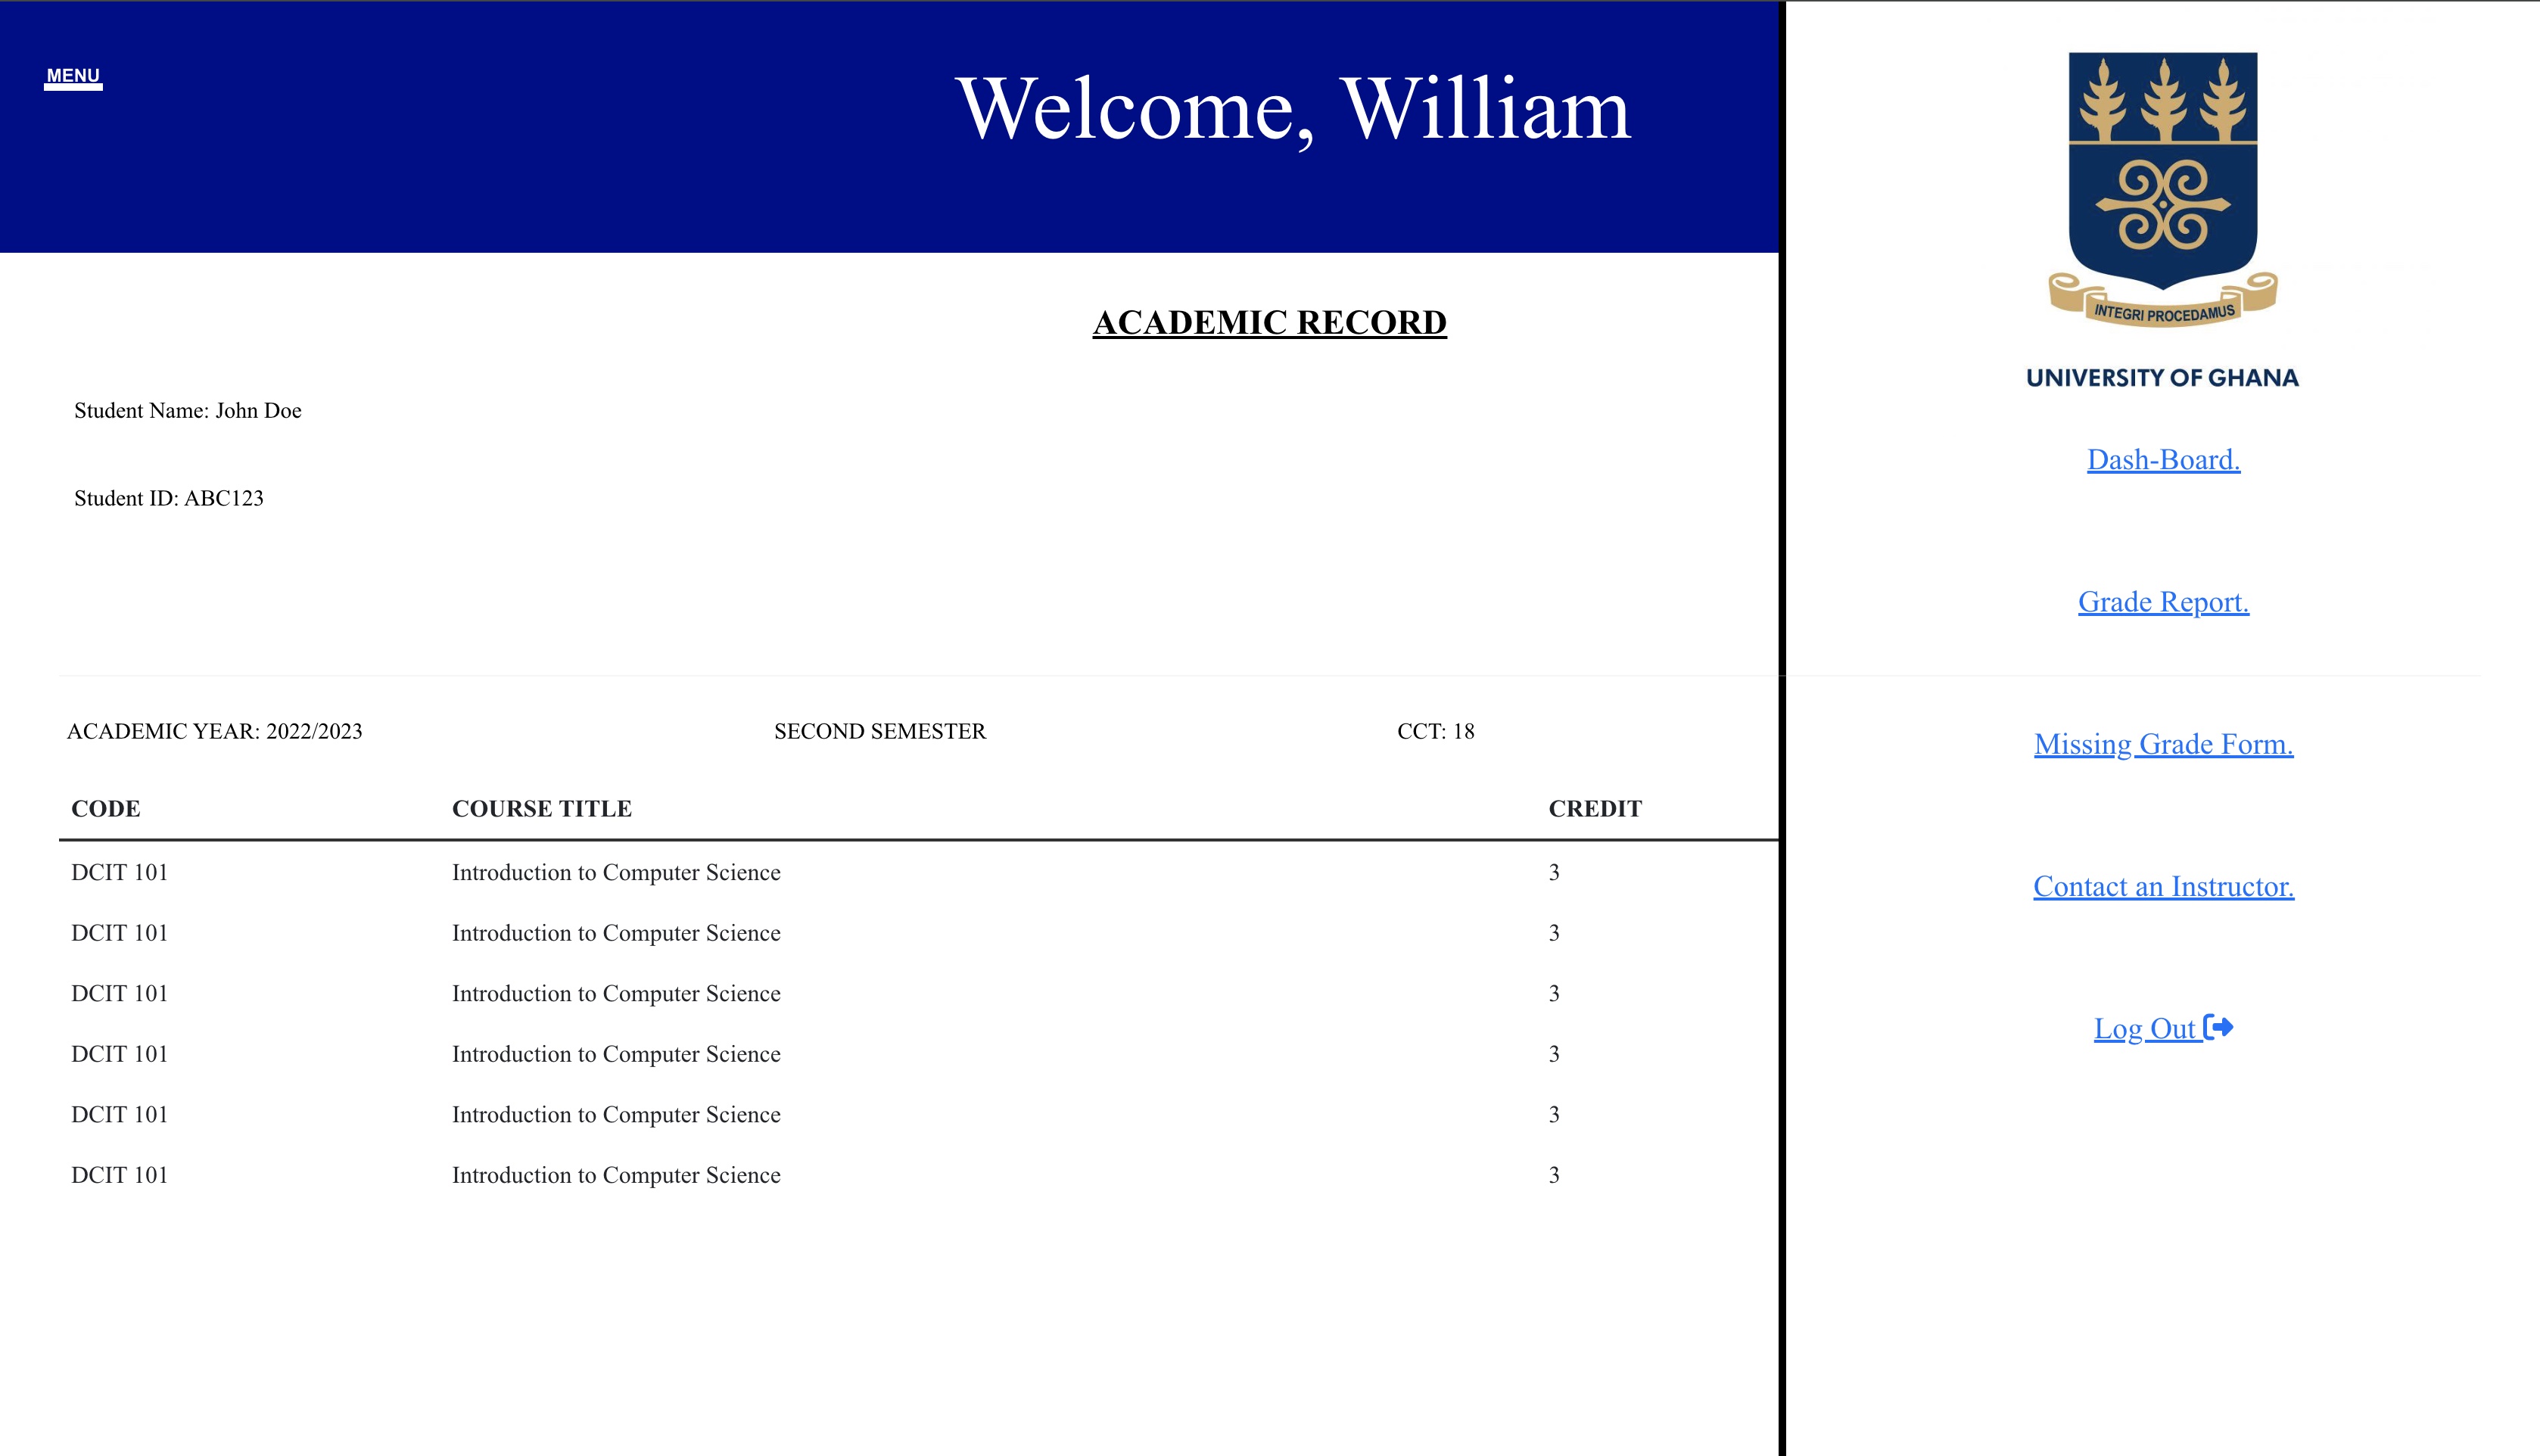 MENU
Welcome, William
ACADEMIC RECORD
Student Name: John Doe
Student ID: ABC123
ACADEMIC YEAR: 2022/2023 SECOND SEMESTER CCT: 18
CODE COURSE TITLE CREDIT
DCIT 101 Introduction to Computer Science 3
DCIT 101 Introduction to Computer Science 3
DCIT 101 Introduction to Computer Science 3
DCIT 101 Introduction to Computer Science 3
DCIT 101 Introduction to Computer Science 3
DCIT 101 Introduction to Computer Science 3
INTEGRI PROCEDAMUS
UNIVERSITY OF GHANA
Dash-Board.
Grade Report.
Missing Grade Form.
Contact an Instructor.
Log Out